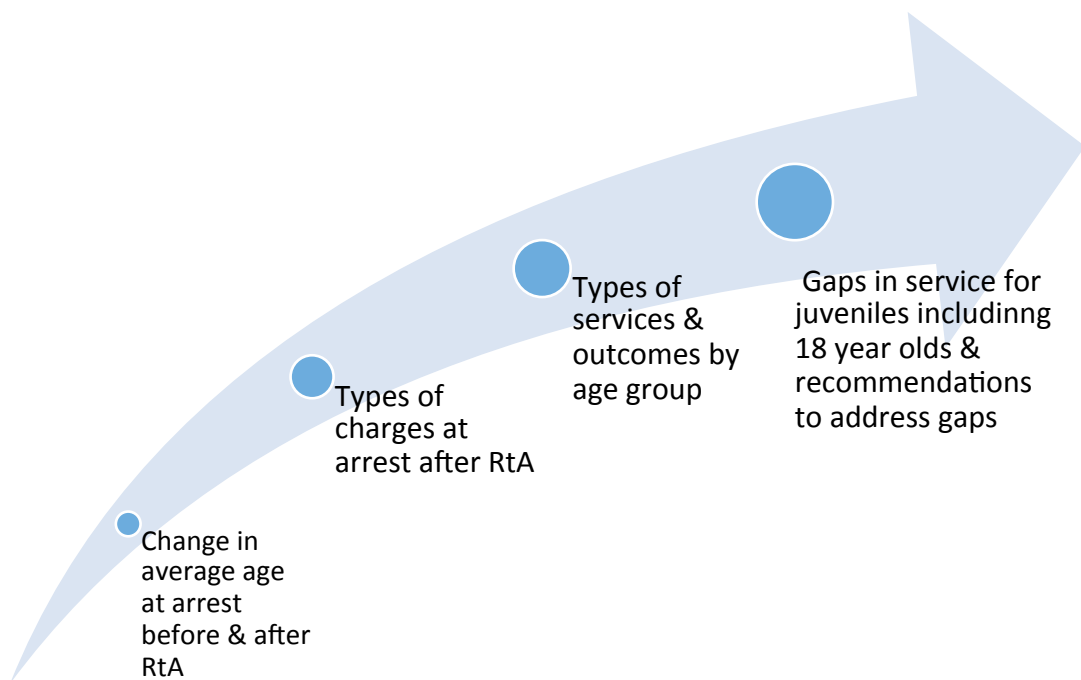 Change in
average age
at arrest
before & after
RtA
Types of
charges at
arrest after RtA
Types of
services &
outcomes by
age group
Gaps in service for
juveniles includinng
18 year olds &
recommendations
to address gaps